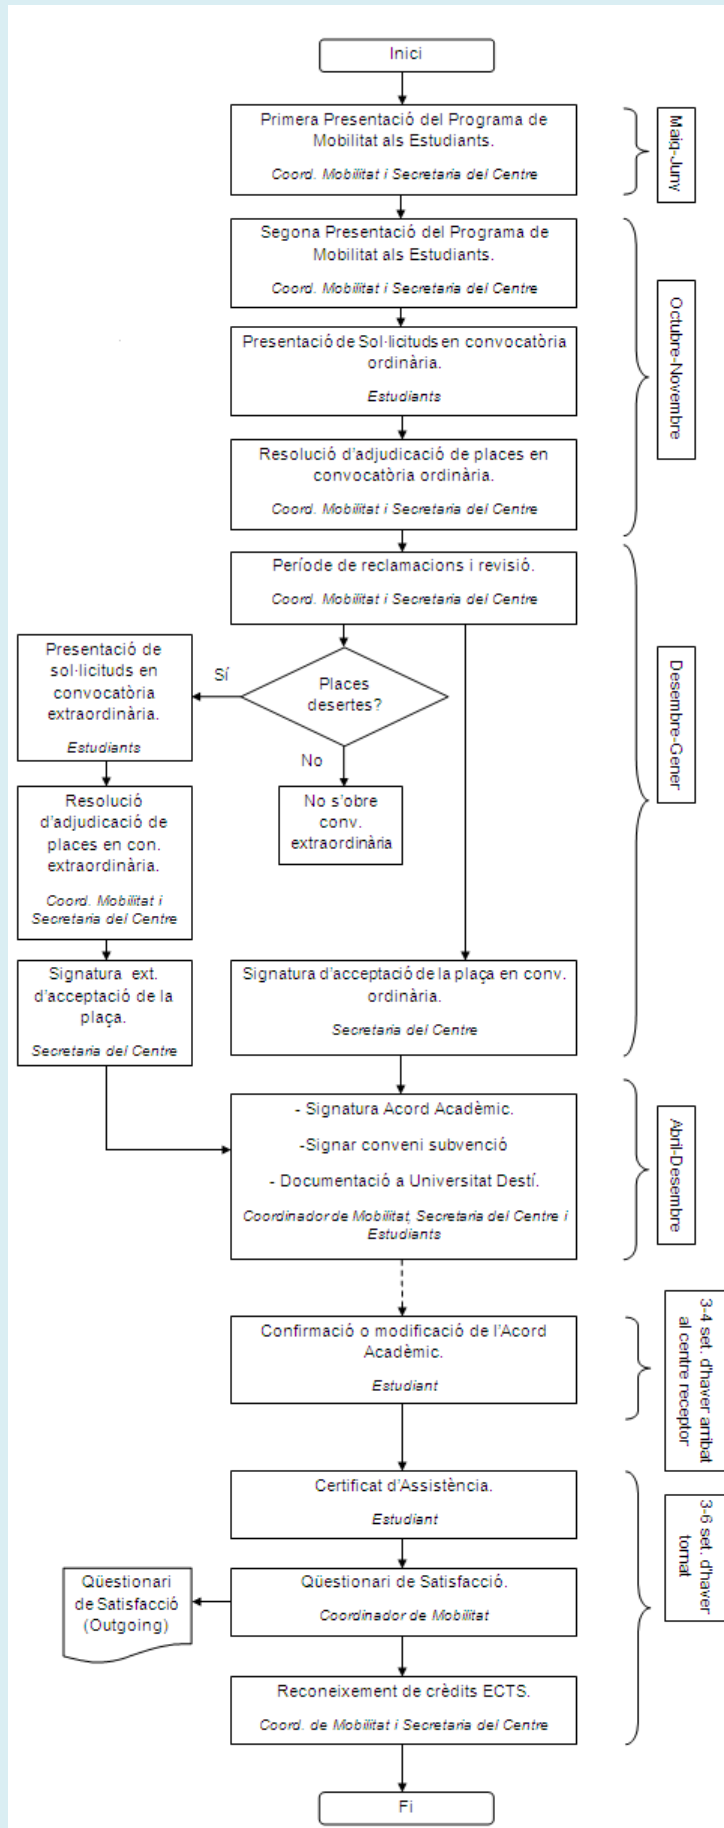 Inici
Primera Presentació del Programa de
Mobilitat als Estudiants.
Coord. Mobilitat i Secretaria del Centre
Maig-Juny
Segona Presentació del Programa de
Mobilitat als Estudiants.
Coord. Mobilitat i Secretaria del Centre
Presentació de Sol·licituds en convocatòria
ordinària.
Estudiants
Octubre-Novembre
Resolució d'adjudicació de places en
convocatòria ordinària.
Coord. Mobilitat i Secretaria del Centre
Període de reclamacions i revisió.
Coord. Mobilitat i Secretaria del Centre
Desembre-Gener
Places
desertes?
Sí
No
Presentació de
sol·licituds en
convocatòria
extraordinària.
Estudiants
No s'obre
conv.
extraordinària
Resolució
d'adjudicació de
places en con.
extraordinària.
Coord. Mobilitat i
Secretaria del Centre
Signatura ext.
d'acceptació de la
plaça.
Secretaria del Centre
Signatura d'acceptació de la plaça en conv.
ordinària.
Secretaria del Centre
- Signatura Acord Acadèmic.
-Signar conveni subvenció
- Documentació a Universitat Destí.
Coordinador de Mobilitat, Secretaria del Centre i
Estudiants
Abril-Desembre
Confirmació o modificació de l'Acord
Acadèmic.
Estudiant
3-4 set. d'haver arribat
al centre receptor
Certificat d'Assistència.
Estudiant
3-6 set. d'haver
tornat
Qüestionari de Satisfacció.
Coordinador de Mobilitat
Qüestionari
de Satisfacció
(Outgoing)
Reconeixement de crèdits ECTS.
Coord. de Mobilitat i Secretaria del Centre
Fi